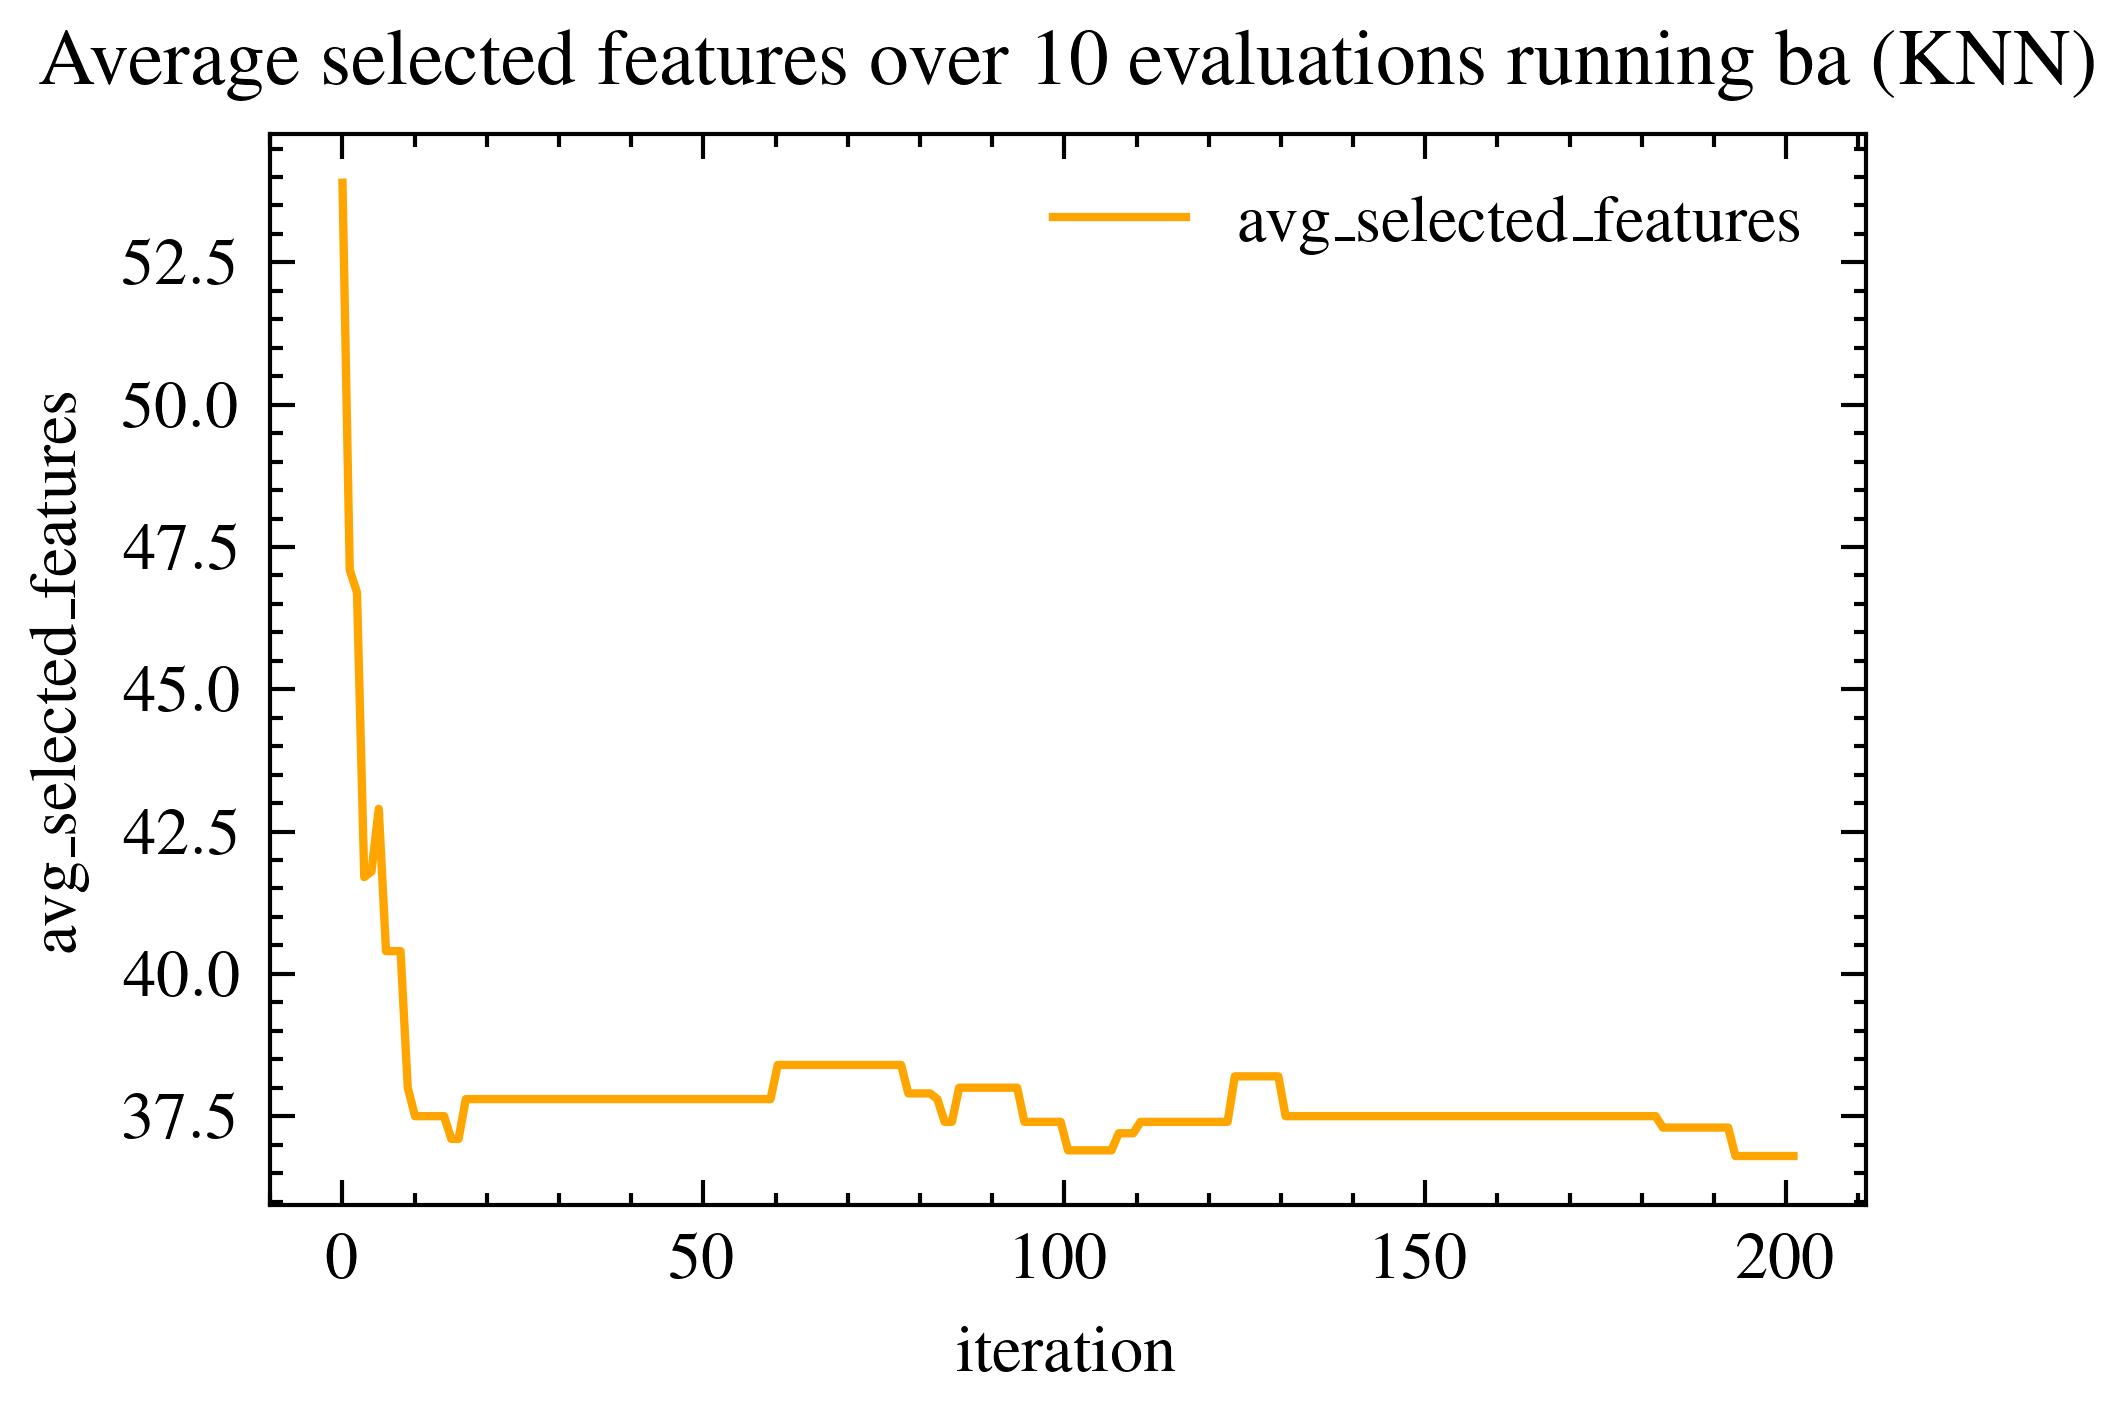 Average selected features over 10 evaluations running ba (KNN)
avg_selected_features
52.5
50.0
47.5
45.0
42.5
40.0
37.5
avg_selected_features
0 50 100 150 200
iteration